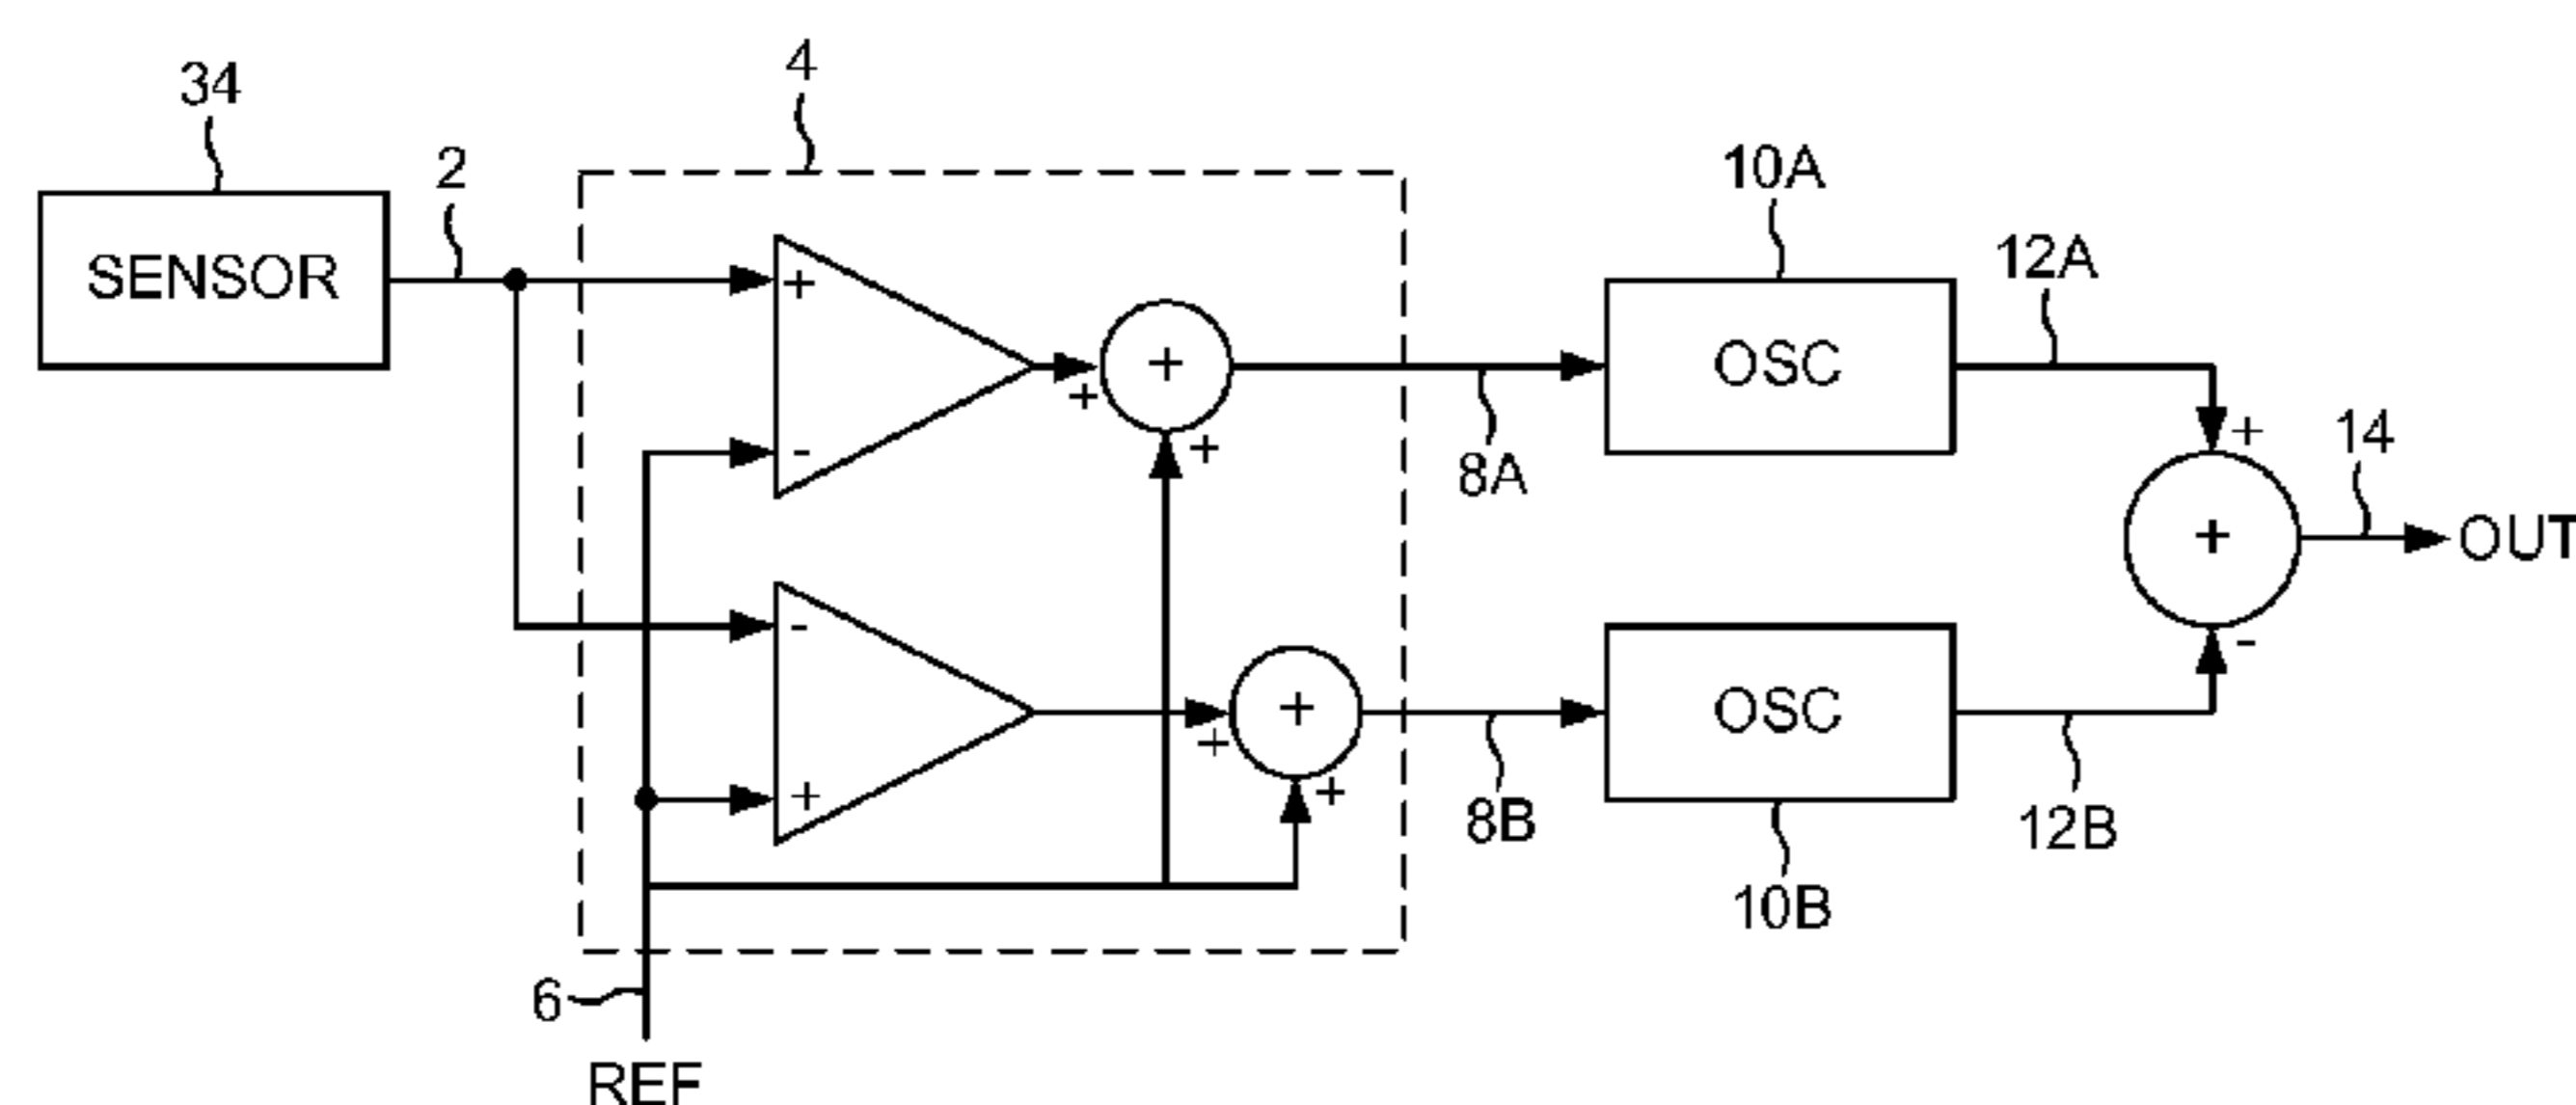 34
4
2
10A
12A
SENSOR
+
+
OSC
+
+
8A
+
14
-
+
OUT
-
-
+
OSC
+
+
+
8B
12B
10B
6
REF